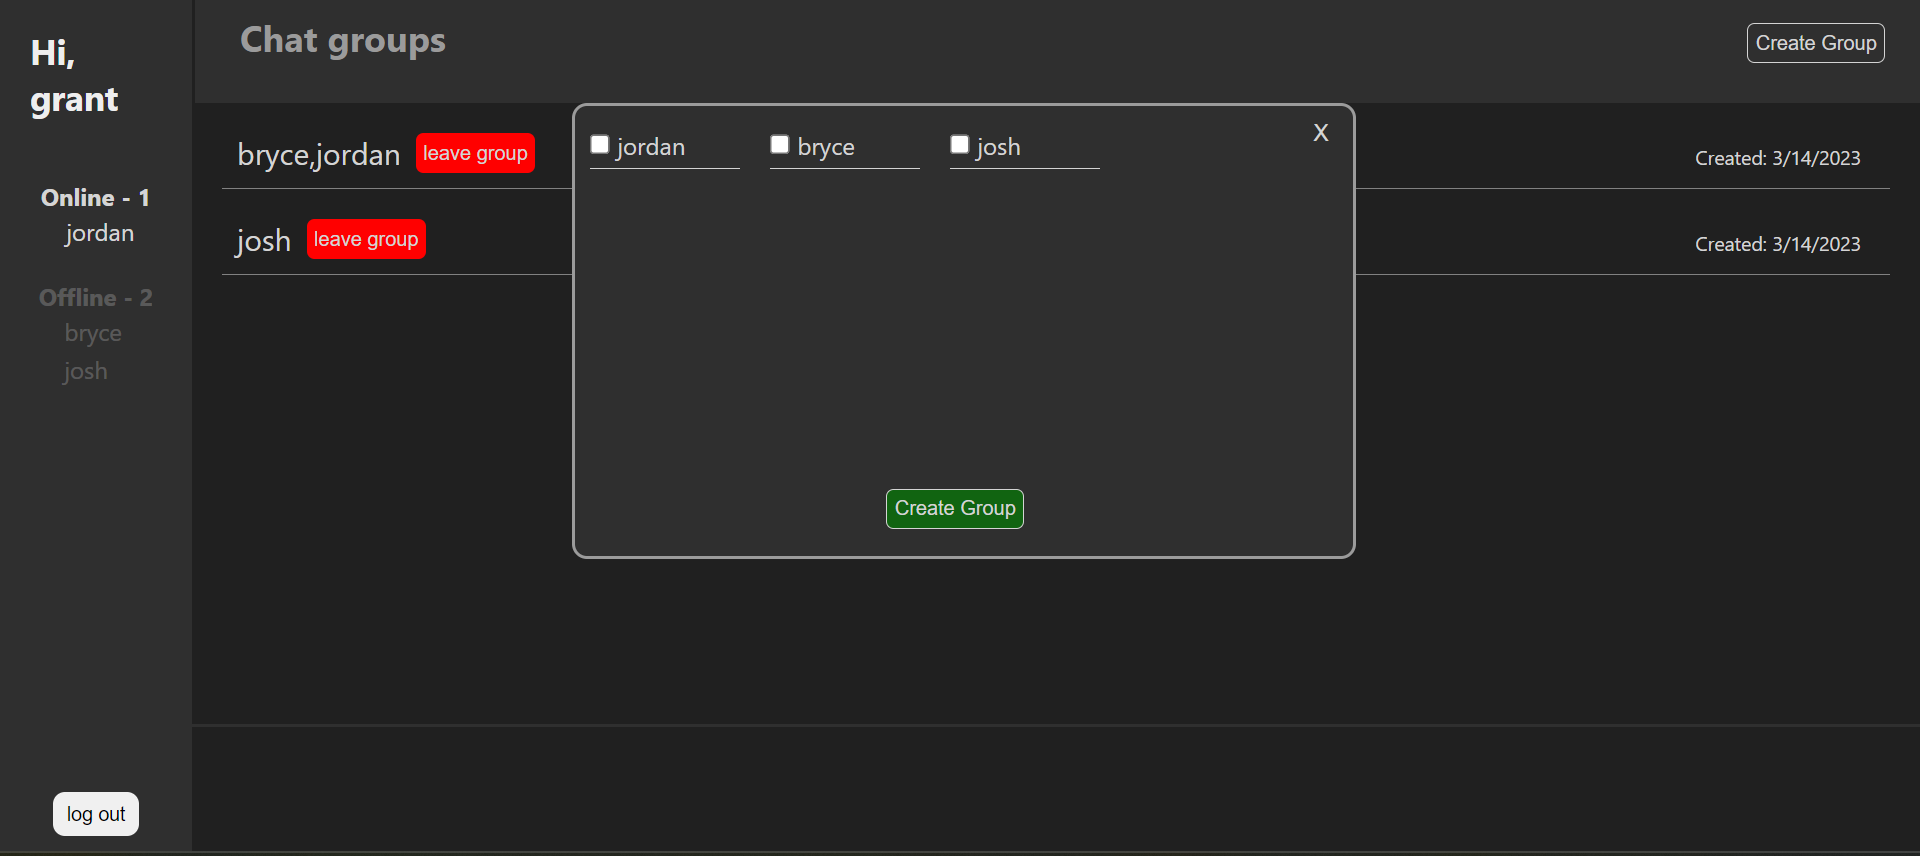 Hi,
grant
Online - 1
jordan
Offline - 2
bryce
josh
log out
Chat groups
Create Group
bryce,jordan leave group
Created: 3/14/2023
josh leave group
Created: 3/14/2023
jordan bryce josh X
Create Group